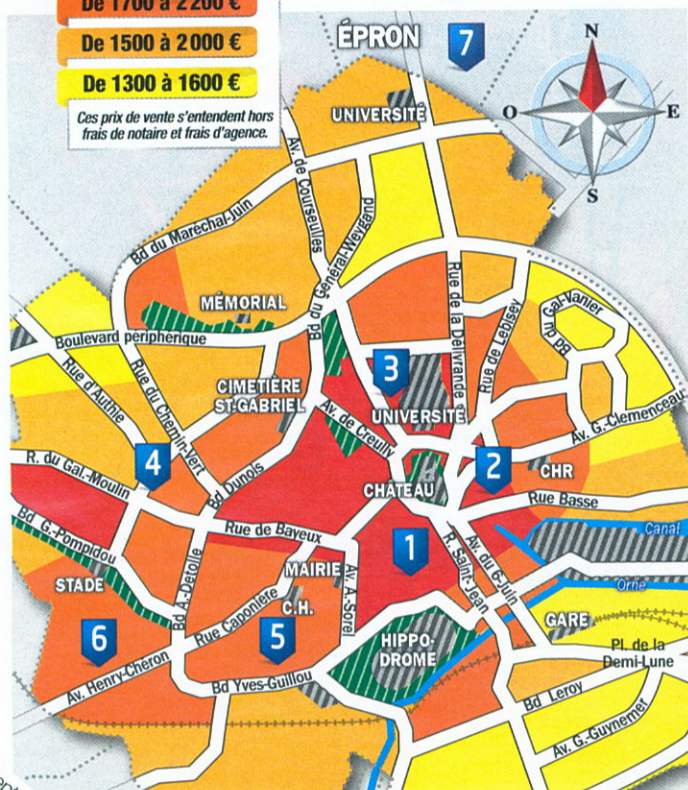 De 1700 à 2200 €
De 1500 à 2000 €
De 1300 à 1600 €
Ces prix de vente s'entendent hors
frais de notaire et frais d'agence.
ÉPRON
7
N
O
E
S
UNIVERSITÉ
Av. de Courseulles
Bd du Maréchal-Juin
Bd du Général-Weygand
MÉMORIAL
Rue de la Délivrande
Rue de Lébisey
Bd du
Gal-Vanier
Boulevard périphérique
Rue d'Authie
Rue du Chemin-Vert
CIMETIÈRE
ST-GABRIEL
3
UNIVERSITÉ
Av. de Creully
Av. G.-Clemenceau
4
2
CHR
R. du Gal.-Moulin
Bd Dunois
CHÂTEAU
Rue Basse
Bd G.-Pompidou
Rue de Bayeux
1
Canal
MAIRIE
R. Saint-Jean
Av. du 6-Juin
Orne
STADE
Bd A.-Detolle
C.H.
Av. A.-Sorel
GARE
6
Rue Caponière
5
HIPPO-
DROME
Pl. de la
Demi-Lune
Av. Henry-Chéron
Bd Yves-Guillou
Bd Leroy
Av. G.-Guynemer